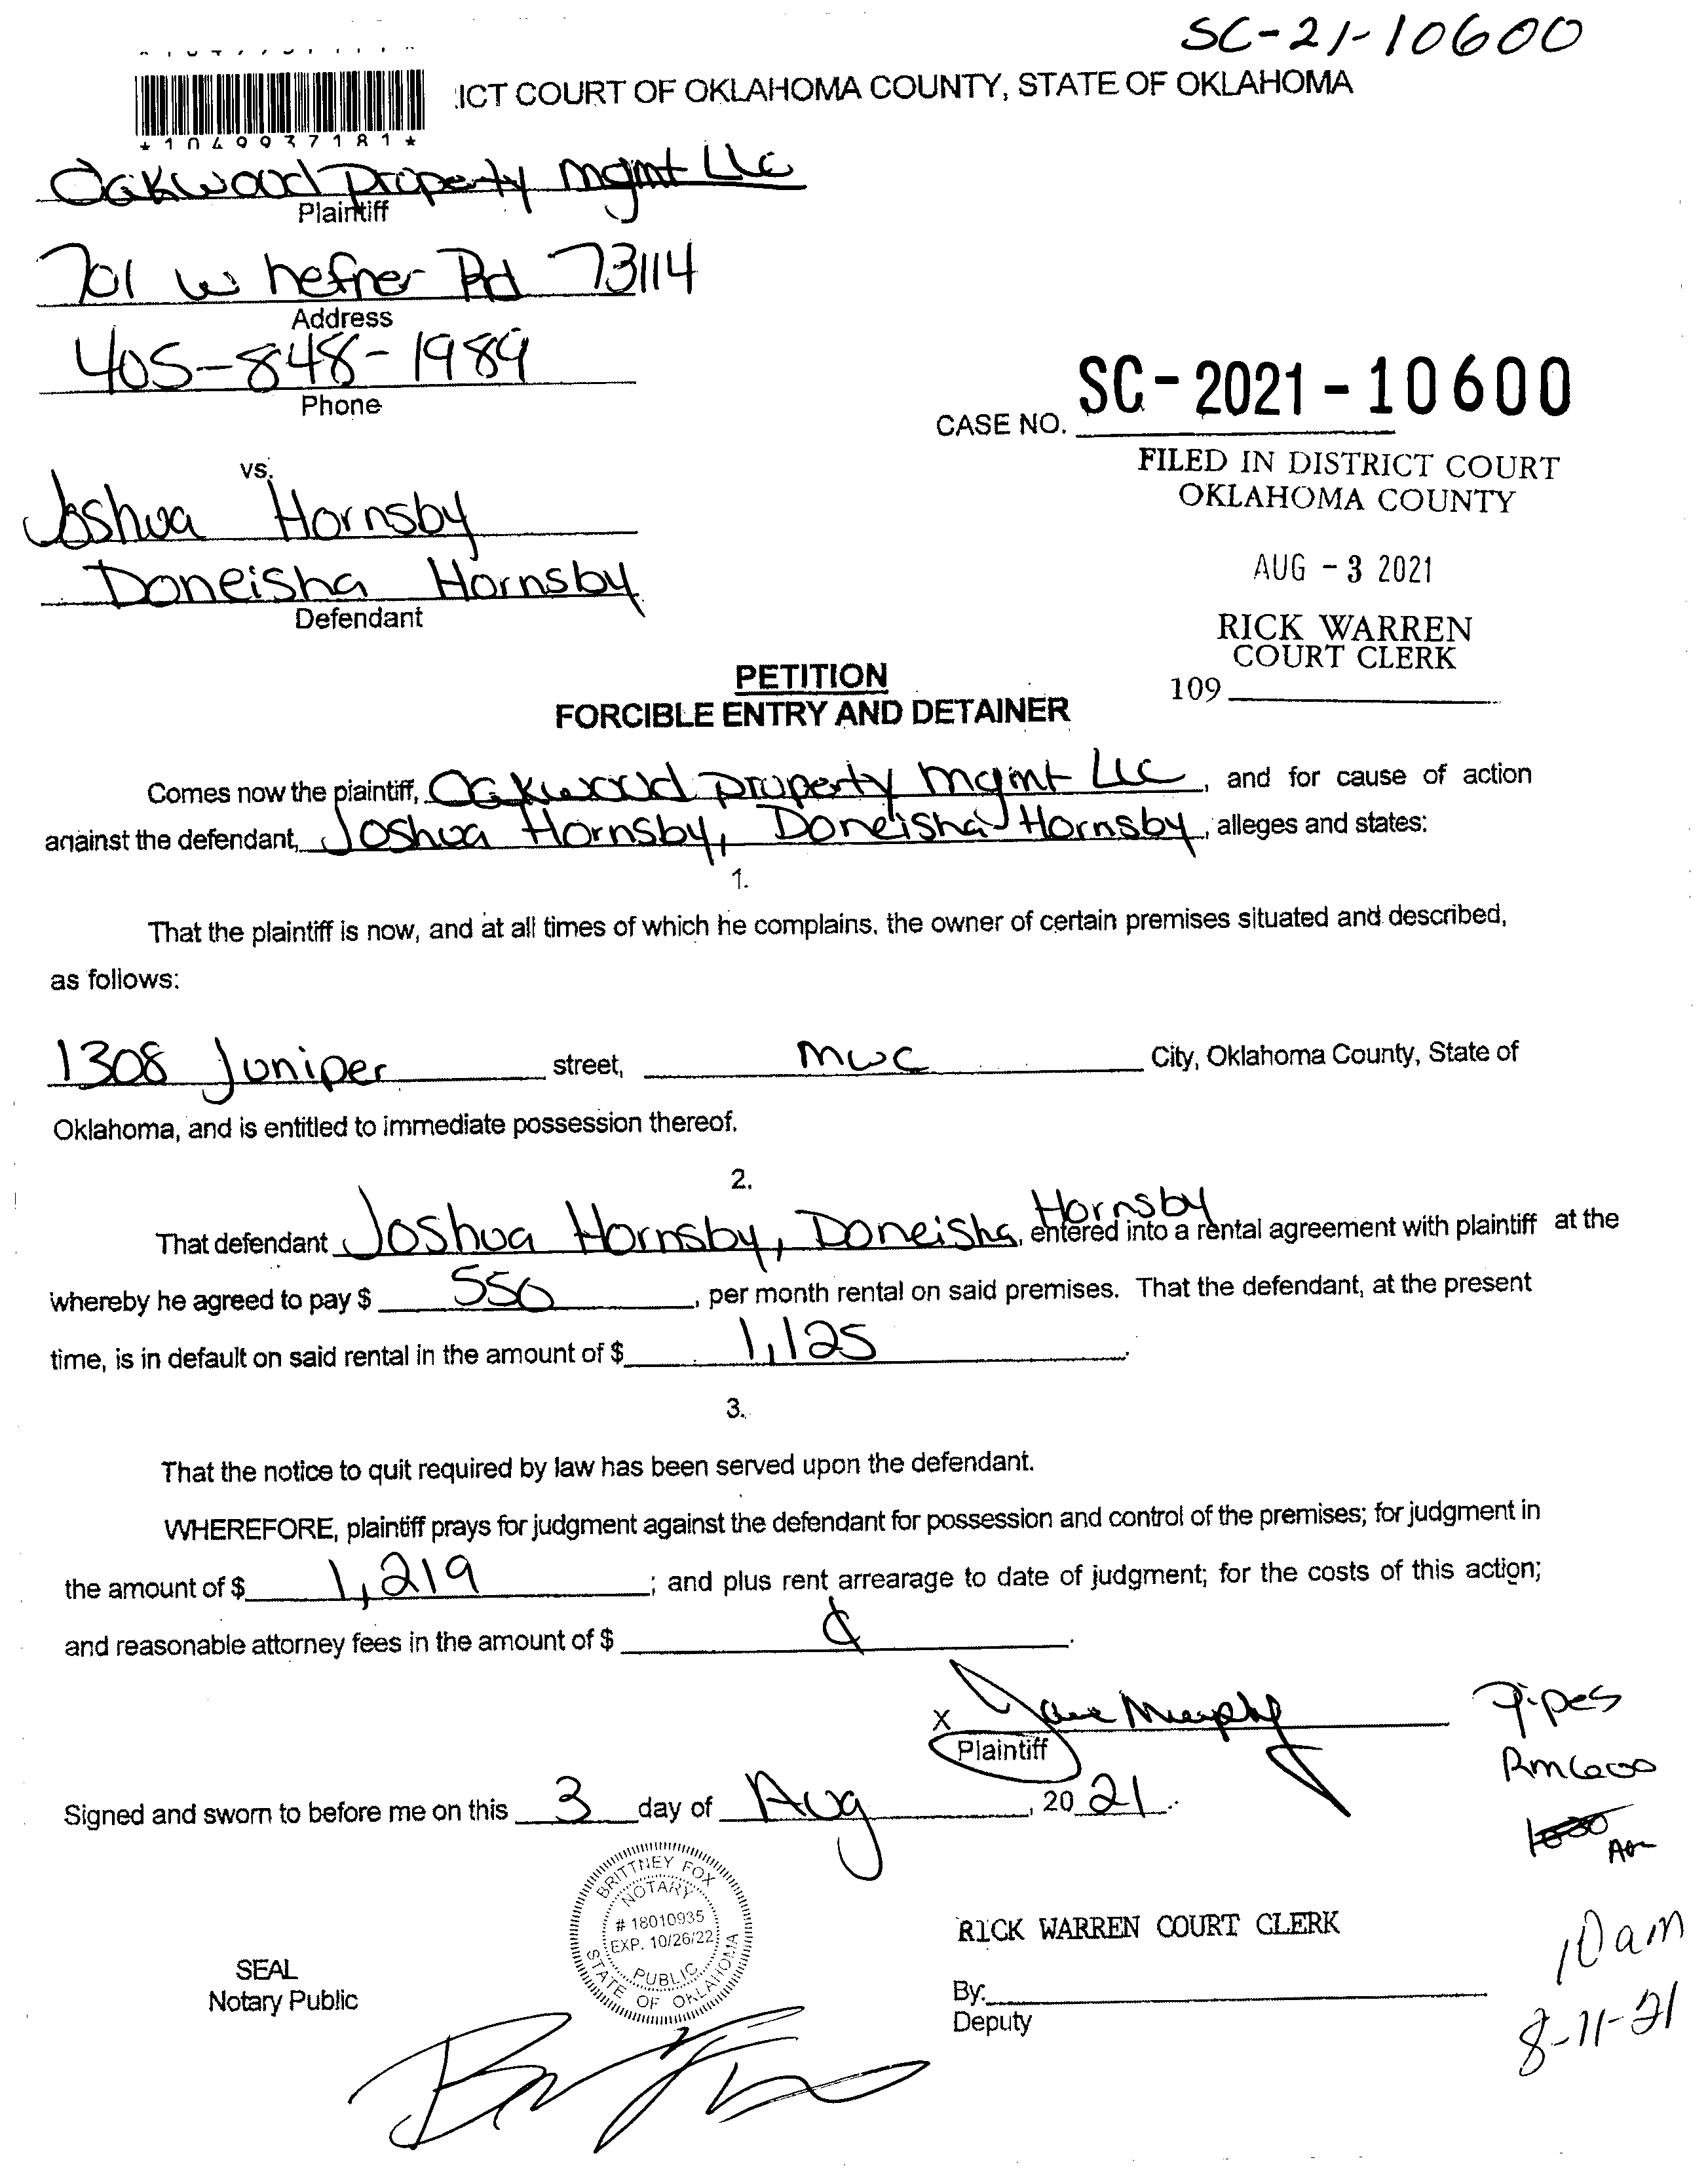 SC-21-10600
ICT COURT OF OKLAHOMA COUNTY, STATE OF OKLAHOMA
*1049937181*
Oakwood Property Mgmt LLC
Plaintiff
701 W hefner Rd 73114
Address
405-848-1989
Phone
CASE NO. SC-2021-10600
FILED IN DISTRICT COURT
OKLAHOMA COUNTY
vs.
Joshua Hornsby
AUG - 3 2021
Doneisha Hornsby
Defendant
RICK WARREN
COURT CLERK
109
PETITION
FORCIBLE ENTRY AND DETAINER
Comes now the plaintiff, Oakwood property mgmt LLC, and for cause of action
against the defendant, Joshua Hornsby, Doneisha Hornsby, alleges and states:
1.
That the plaintiff is now, and at all times of which he complains, the owner of certain premises situated and described,
as follows:
1308 Juniper street, mwc City, Oklahoma County, State of
Oklahoma, and is entitled to immediate possession thereof.
2.
That defendant Joshua Hornsby, Doneisha Hornsby, entered into a rental agreement with plaintiff at the
whereby he agreed to pay $ 550, per month rental on said premises. That the defendant, at the present
time, is in default on said rental in the amount of $ 1,125.
3.
That the notice to quit required by law has been served upon the defendant.
WHEREFORE, plaintiff prays for judgment against the defendant for possession and control of the premises; for judgment in
the amount of $ 1,219; and plus rent arrearage to date of judgment; for the costs of this action;
and reasonable attorney fees in the amount of $
X Murphy
Plaintiff
Pipes
Rm 600
Signed and sworn to before me on this 3 day of Aug, 20 21.
BRITTNEY FOX
NOTARY
# 18010935
EXP. 10/26/22
PUBLIC
STATE OF OKLAHOMA
RICK WARREN COURT CLERK
10am
SEAL
Notary Public
By:
Deputy
8-11-21